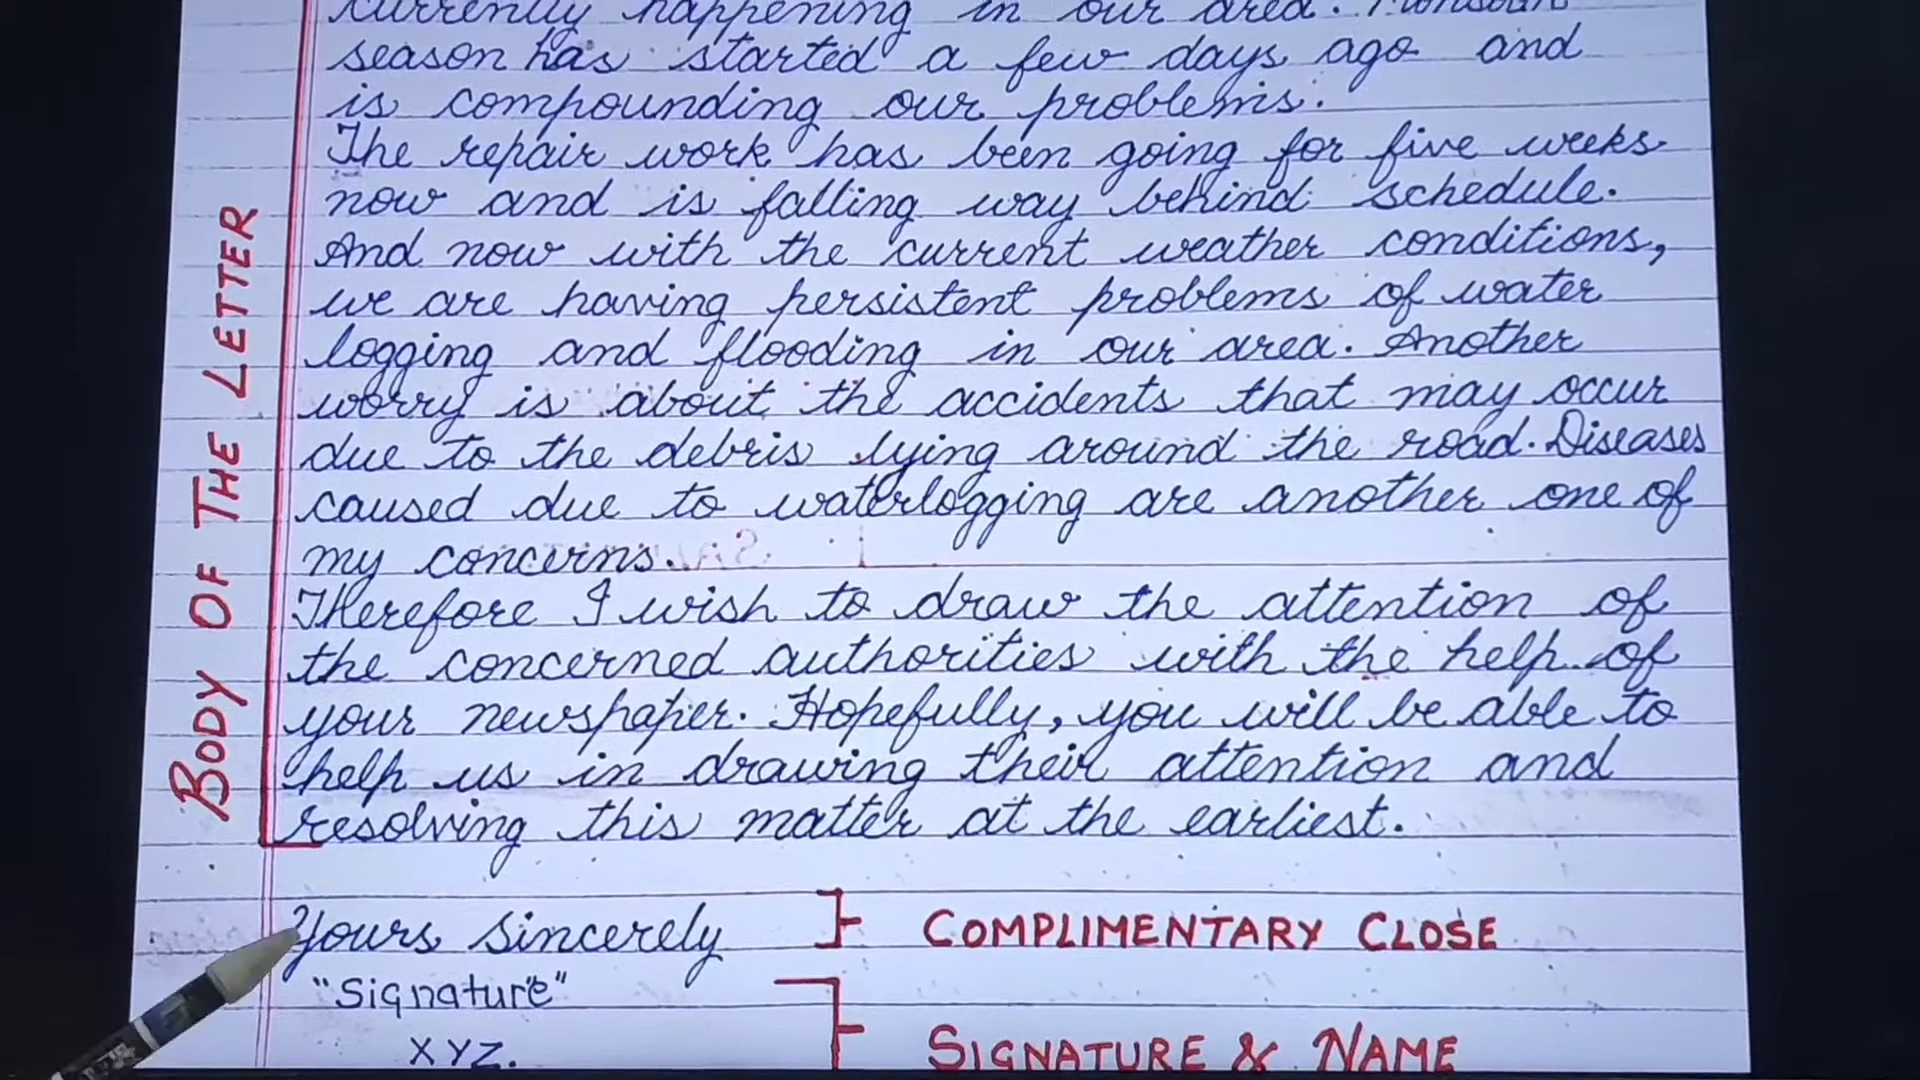 currently happening in our area. Monsoon
season has started a few days ago and
is compounding our problems.
The repair work has been going for five weeks
now and is falling way behind schedule.
And now with the current weather conditions,
we are having persistent problems of water
logging and flooding in our area. Another
worry is about the accidents that may occur
due to the debris lying around the road. Diseases
caused due to waterlogging are another one of
my concerns.
Therefore I wish to draw the attention of
the concerned authorities with the help of
your newspaper. Hopefully, you will be able to
help us in drawing their attention and
resolving this matter at the earliest.
BODY OF THE LETTER
Yours Sincerely
COMPLIMENTARY CLOSE
"Signature"
XYZ.
SIGNATURE & NAME